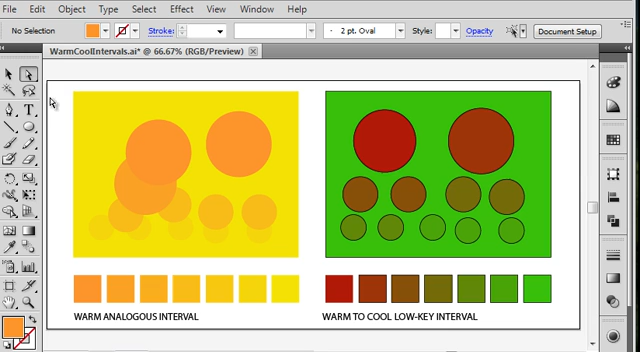 File Edit Object Type Select Effect View Window Help
No Selection Stroke: 2 pt. Oval Style: Opacity Document Setup
WarmCoolIntervals.ai* @ 66.67% (RGB/Preview)
T
WARM ANALOGOUS INTERVAL WARM TO COOL LOW-KEY INTERVAL